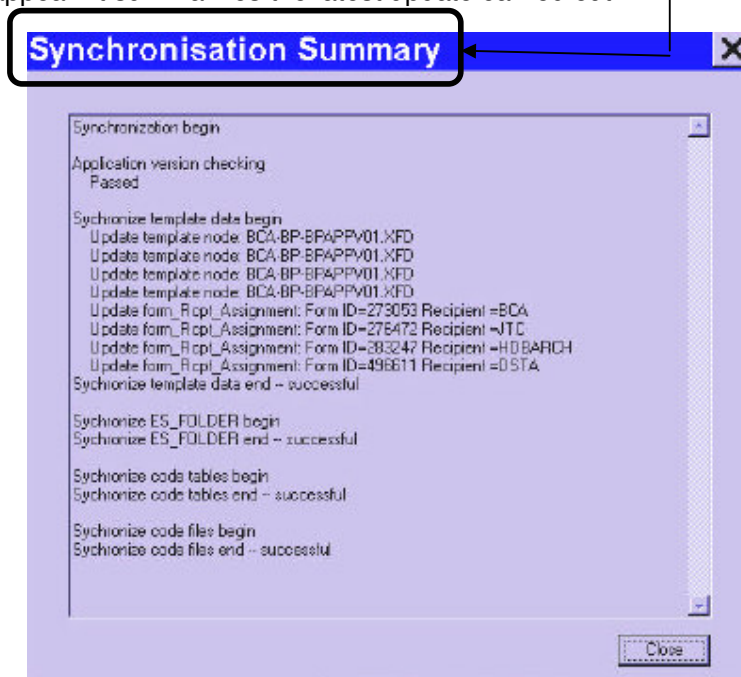 the latest update carried out
Synchronisation Summary
Synchronization begin
Application version checking
Passed
Sychronize template data begin
Update template node: BCA-BP-BPAPPV01.XFD
Update template node: BCA-BP-BPAPPV01.XFD
Update template node: BCA-BP-BPAPPV01.XFD
Update template node: BCA-BP-BPAPPV01.XFD
Update form_Rcpt_Assignment: Form ID=273053 Recipient =BCA
Update form_Rcpt_Assignment: Form ID=276472 Recipient =JTC
Update form_Rcpt_Assignment: Form ID=283247 Recipient =HDBARCH
Update form_Rcpt_Assignment: Form ID=496611 Recipient =DSTA
Sychronize template data end -- successful
Sychronize ES_FOLDER begin
Sychronize ES_FOLDER end -- successful
Sychronize code tables begin
Sychronize code tables end -- successful
Sychronize code files begin
Sychronize code files end -- successful
Close